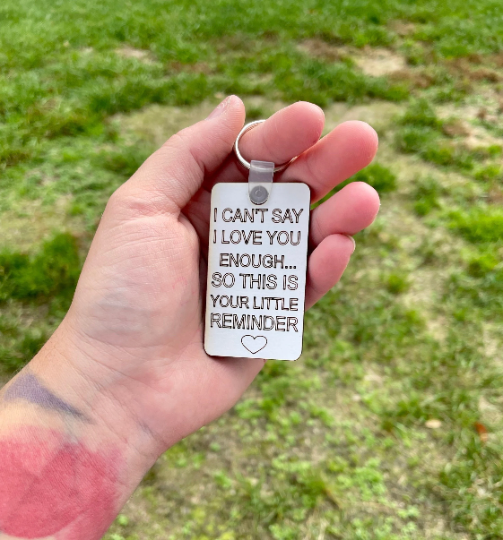 I CAN'T SAY
I LOVE YOU
ENOUGH...
SO THIS IS
YOUR LITTLE
REMINDER